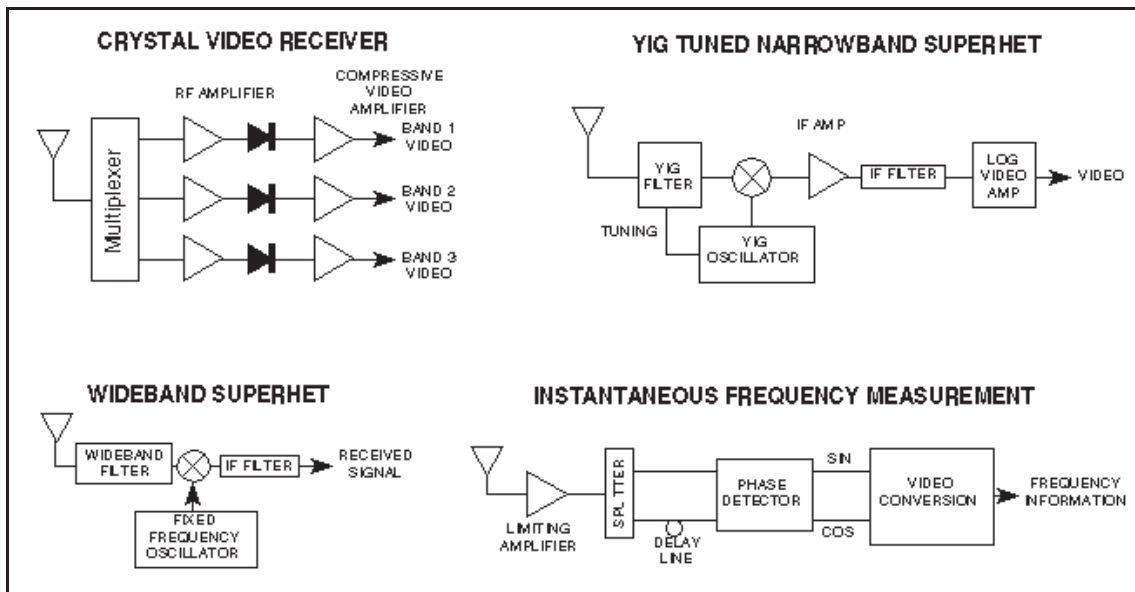 CRYSTAL VIDEO RECEIVER
RF AMPLIFIER
COMPRESSIVE
VIDEO
AMPLIFIER
Multiplexer
BAND 1
VIDEO
BAND 2
VIDEO
BAND 3
VIDEO
YIG TUNED NARROWBAND SUPERHET
IF AMP
YIG
FILTER
IF FILTER
LOG
VIDEO
AMP
VIDEO
TUNING
YIG
OSCILLATOR
WIDEBAND SUPERHET
WIDEBAND
FILTER
IF FILTER
RECEIVED
SIGNAL
FIXED
FREQUENCY
OSCILLATOR
INSTANTANEOUS FREQUENCY MEASUREMENT
LIMITING
AMPLIFIER
SPLITTER
DELAY
LINE
PHASE
DETECTOR
SIN
COS
VIDEO
CONVERSION
FREQUENCY
INFORMATION